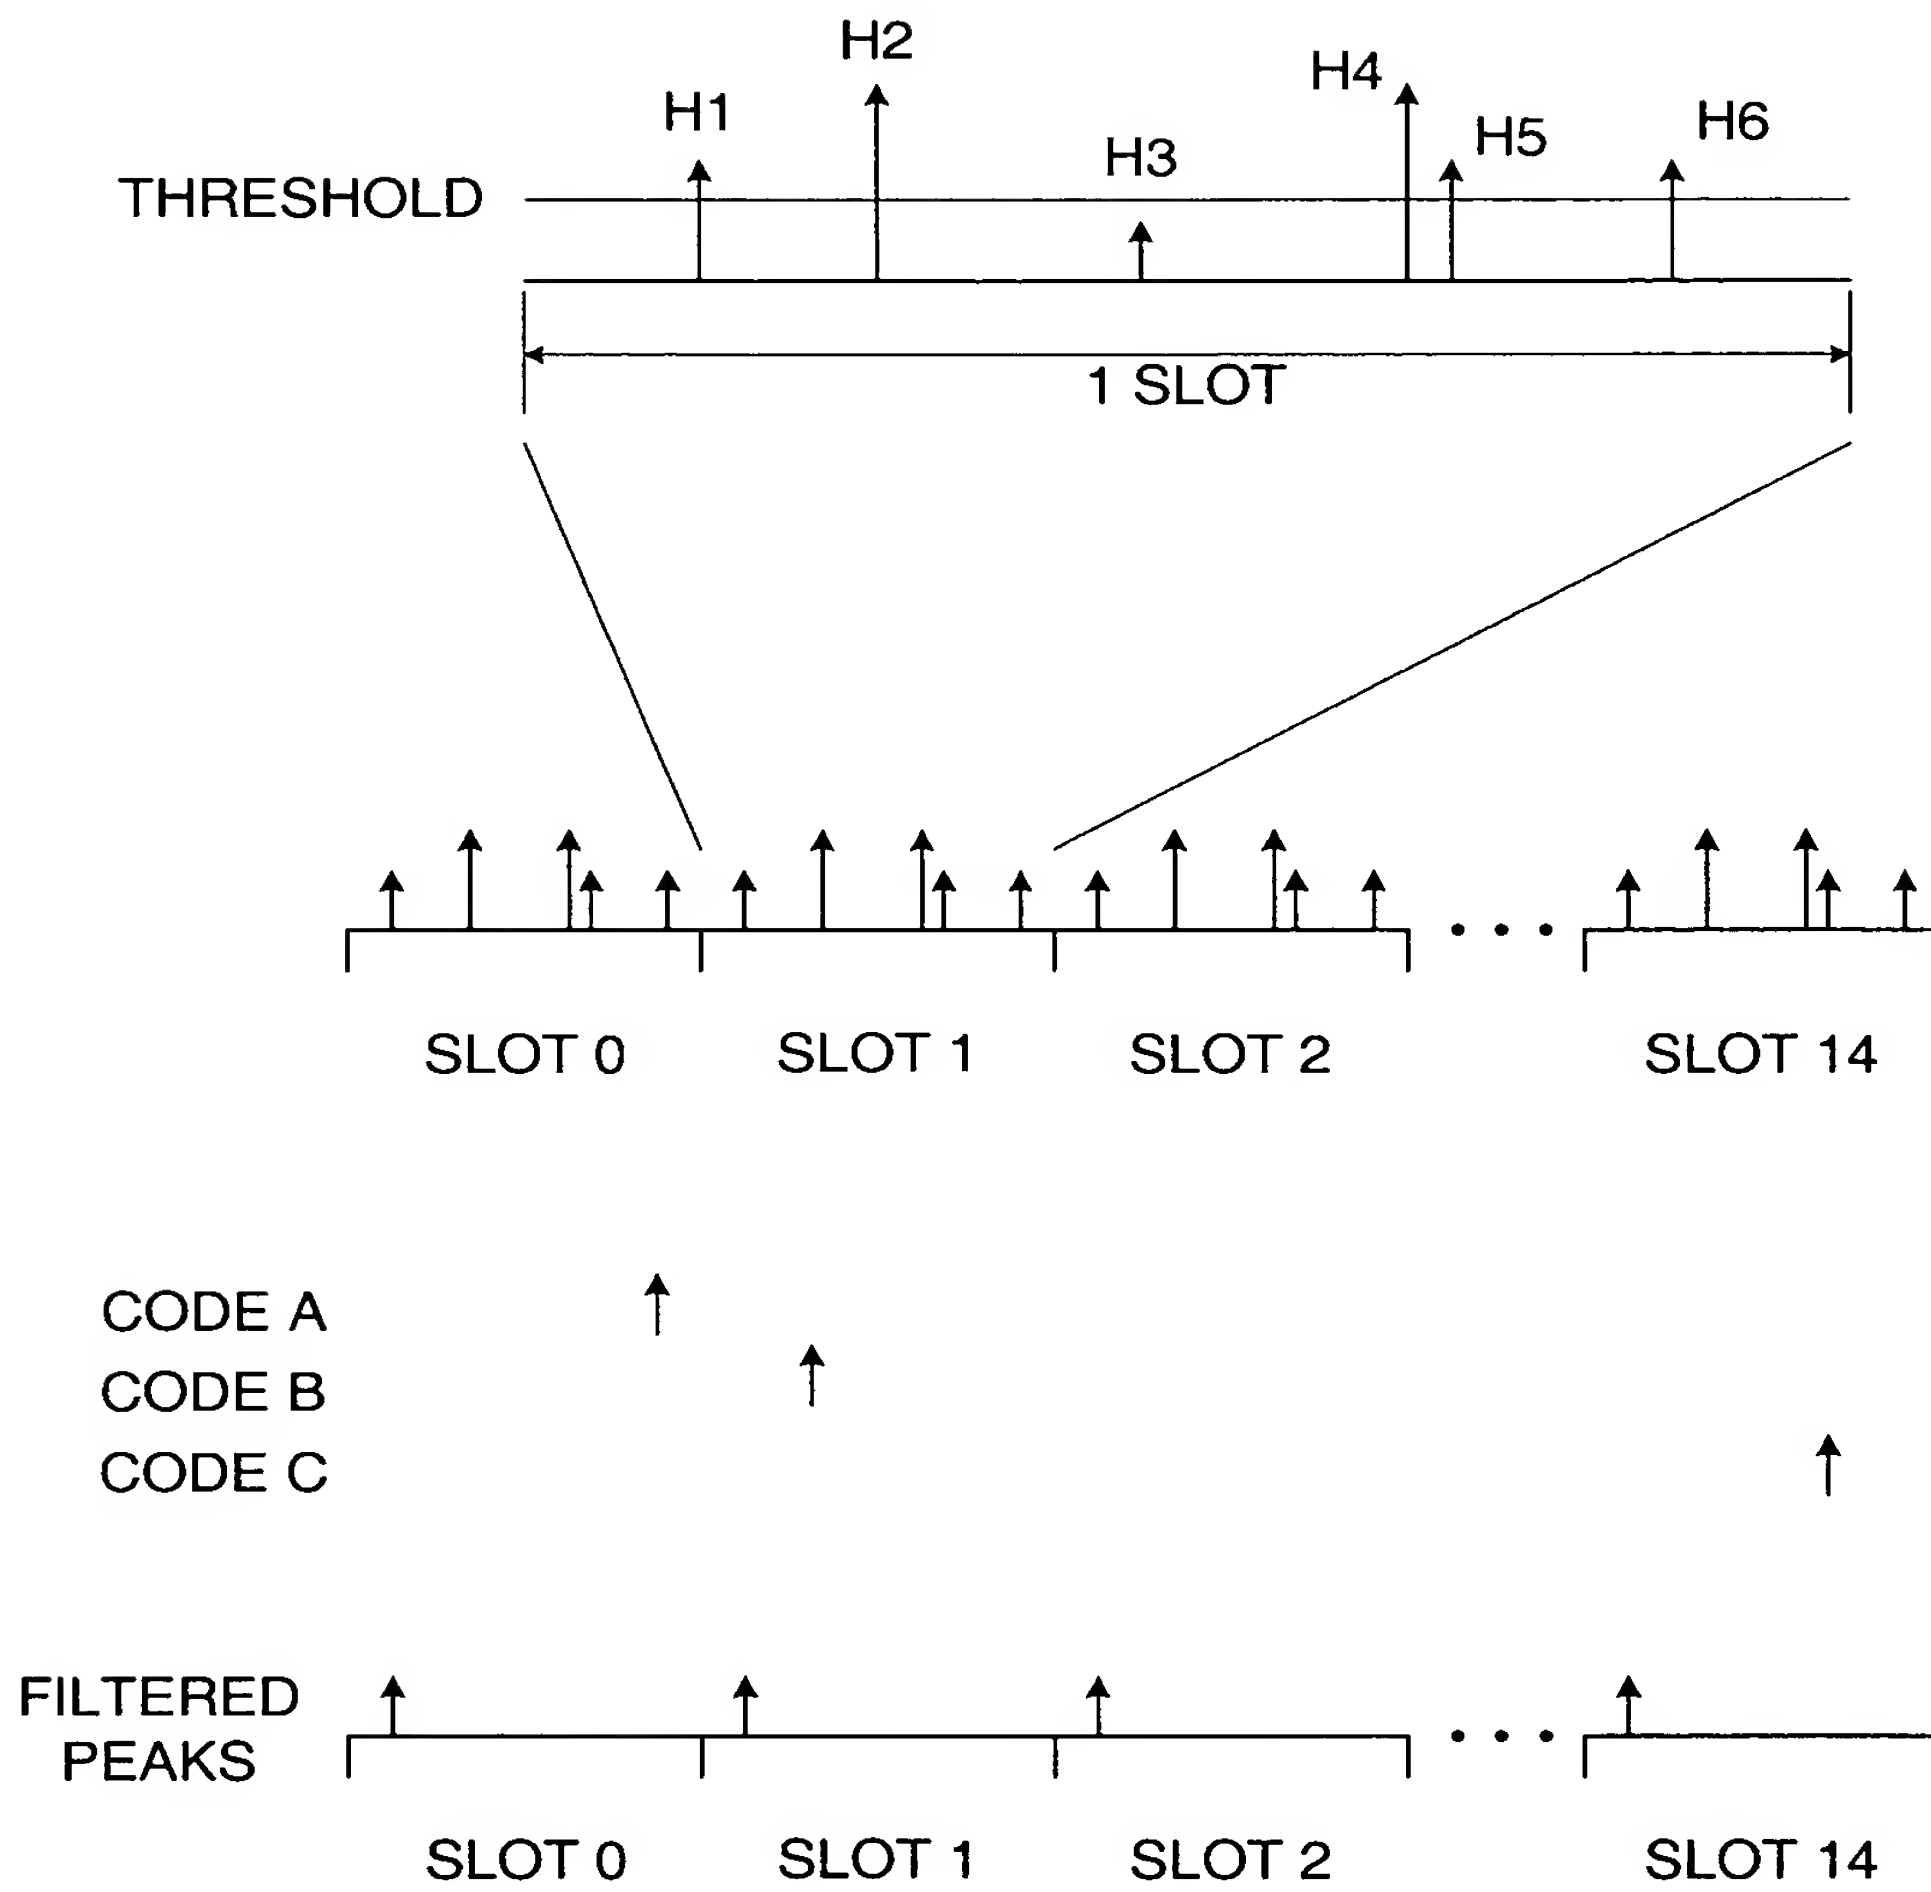 H2
H4
H1
H6
H5
H3
THRESHOLD
1 SLOT
SLOT 0 SLOT 1 SLOT 2 SLOT 14
CODE A
CODE B
CODE C
FILTERED
PEAKS
SLOT 0 SLOT 1 SLOT 2 SLOT 14